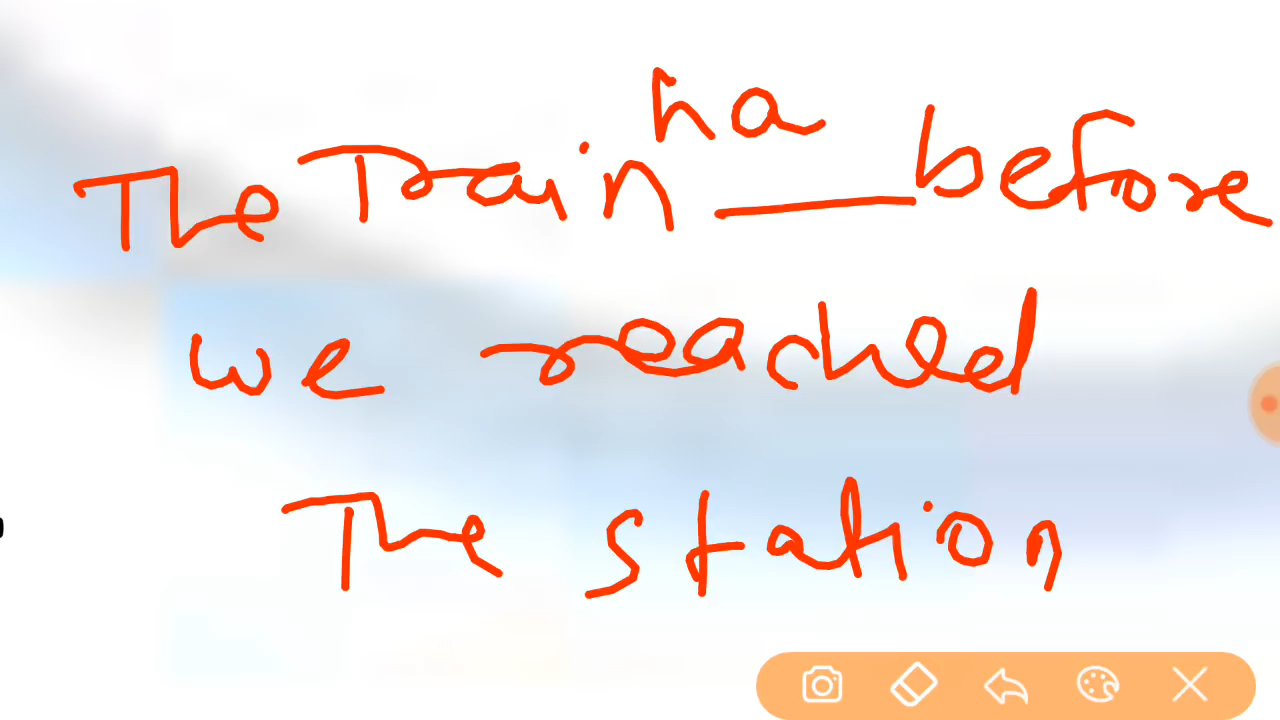 ha
The Train ___ before
we reached
The station